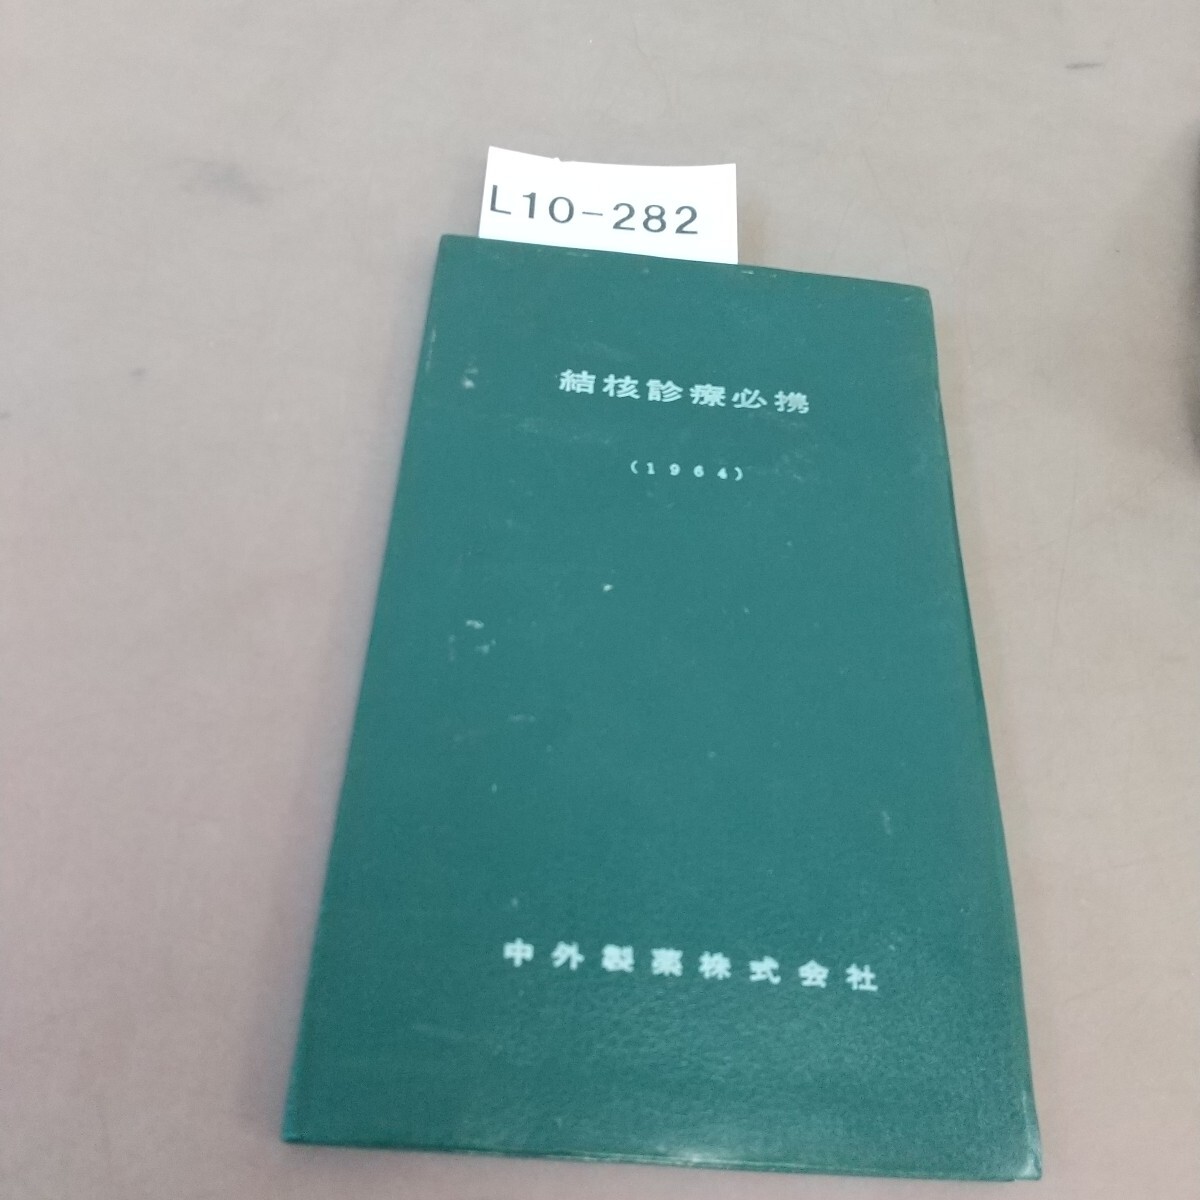 L10-282
結核診療必携
(1964)
中外製薬株式会社